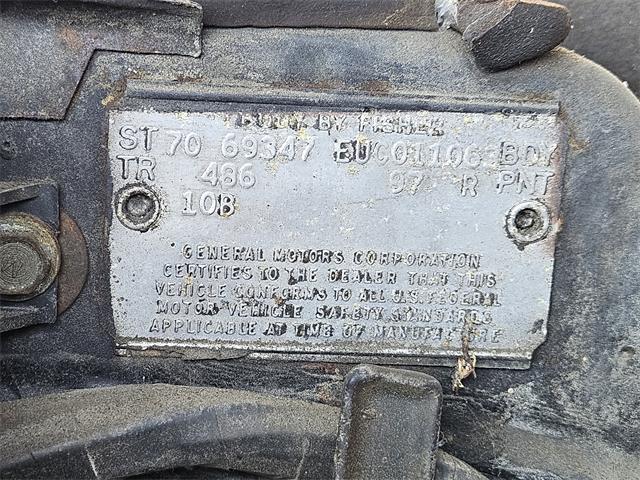 BUILT BY FISHER
ST 70 69347 EUC01106 BDY
TR 486 97 R PNT
10B
GENERAL MOTORS CORPORATION
CERTIFIES TO THE DEALER THAT THIS
VEHICLE CONFORMS TO ALL U.S. FEDERAL
MOTOR VEHICLE SAFETY STANDARDS
APPLICABLE AT TIME OF MANUFACTURE